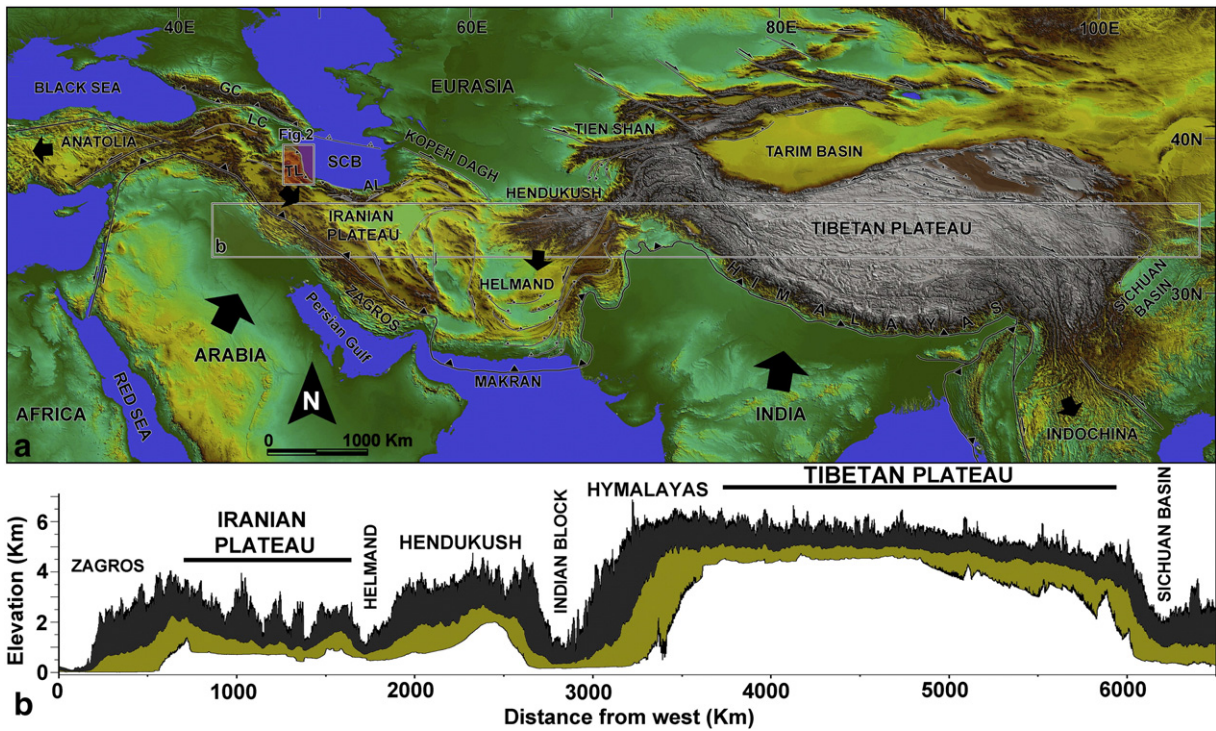 40E
60E
80E
100E
BLACK SEA
GC
EURASIA
LC
Fig.2
ANATOLIA
TIEN SHAN
40N
KOPEH DAGH
SCB
TARIM BASIN
TL
AL
HENDUKUSH
IRANIAN
PLATEAU
TIBETAN PLATEAU
b
HELMAND
HIMALAYAS
SICHUAN
BASIN
30N
ZAGROS
Persian Gulf
ARABIA
MAKRAN
INDIA
RED SEA
AFRICA
N
0
1000 Km
INDOCHINA
a
TIBETAN PLATEAU
HYMALAYAS
IRANIAN
PLATEAU
HENDUKUSH
ZAGROS
HELMAND
INDIAN BLOCK
SICHUAN BASIN
Elevation (Km)
6
4
2
0
0
1000
2000
3000
4000
5000
6000
Distance from west (Km)
b